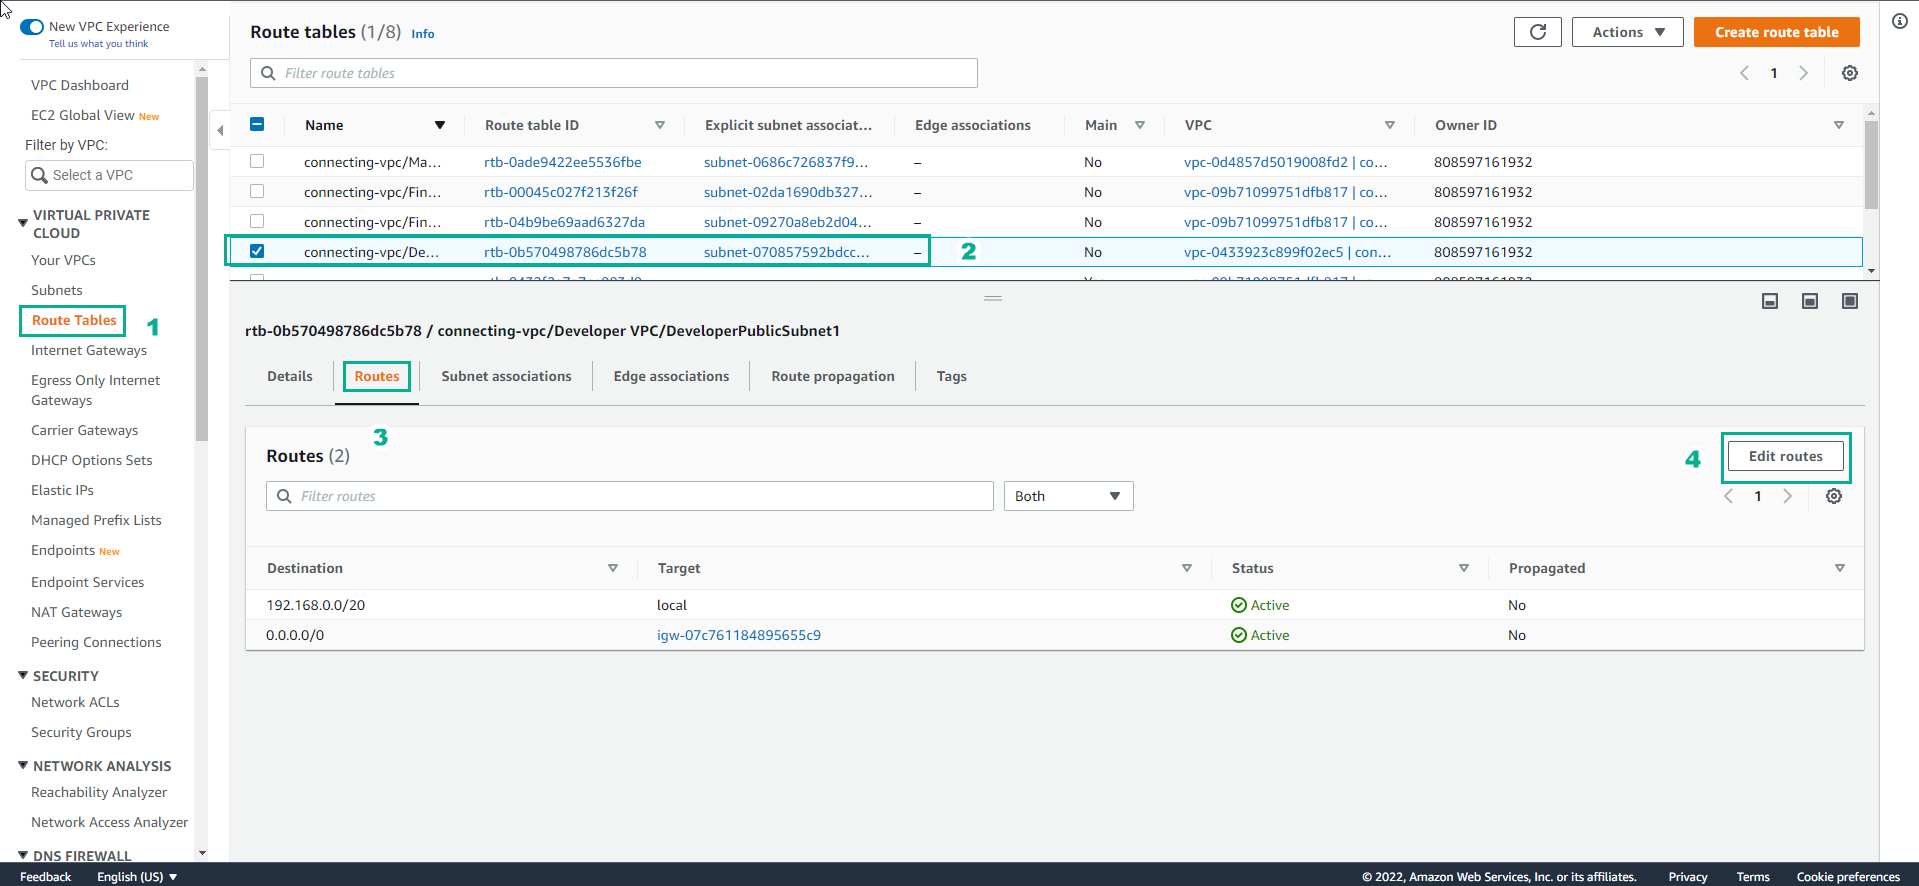 New VPC Experience
Tell us what you think
VPC Dashboard
EC2 Global View New
Filter by VPC:
Select a VPC
VIRTUAL PRIVATE
CLOUD
Your VPCs
Subnets
Route Tables
1
Internet Gateways
Egress Only Internet
Gateways
Carrier Gateways
DHCP Options Sets
Elastic IPs
Managed Prefix Lists
Endpoints New
Endpoint Services
NAT Gateways
Peering Connections
SECURITY
Network ACLs
Security Groups
NETWORK ANALYSIS
Reachability Analyzer
Network Access Analyzer
DNS FIREWALL
Route tables (1/8) Info
Actions
Create route table
Filter route tables
1
Name Route table ID Explicit subnet associat... Edge associations Main VPC Owner ID
connecting-vpc/Ma... rtb-0ade9422ee5536fbe subnet-0686c726837f9... – No vpc-0d4857d5019008fd2 | co... 808597161932
connecting-vpc/Fin... rtb-00045c027f213f26f subnet-02da1690db327... – No vpc-09b71099751dfb817 | co... 808597161932
connecting-vpc/Fin... rtb-04b9be69aad6327da subnet-09270a8eb2d04... – No vpc-09b71099751dfb817 | co... 808597161932
connecting-vpc/De... rtb-0b570498786dc5b78 subnet-070857592bdcc... – 2 No vpc-0433923c899f02ec5 | con... 808597161932
rtb-0b570498786dc5b78 / connecting-vpc/Developer VPC/DeveloperPublicSubnet1
Details Routes Subnet associations Edge associations Route propagation Tags
3
Routes (2)
4
Edit routes
Filter routes
Both
1
Destination Target Status Propagated
192.168.0.0/20 local Active No
0.0.0.0/0 igw-07c761184895655c9 Active No
Feedback English (US) © 2022, Amazon Web Services, Inc. or its affiliates. Privacy Terms Cookie preferences